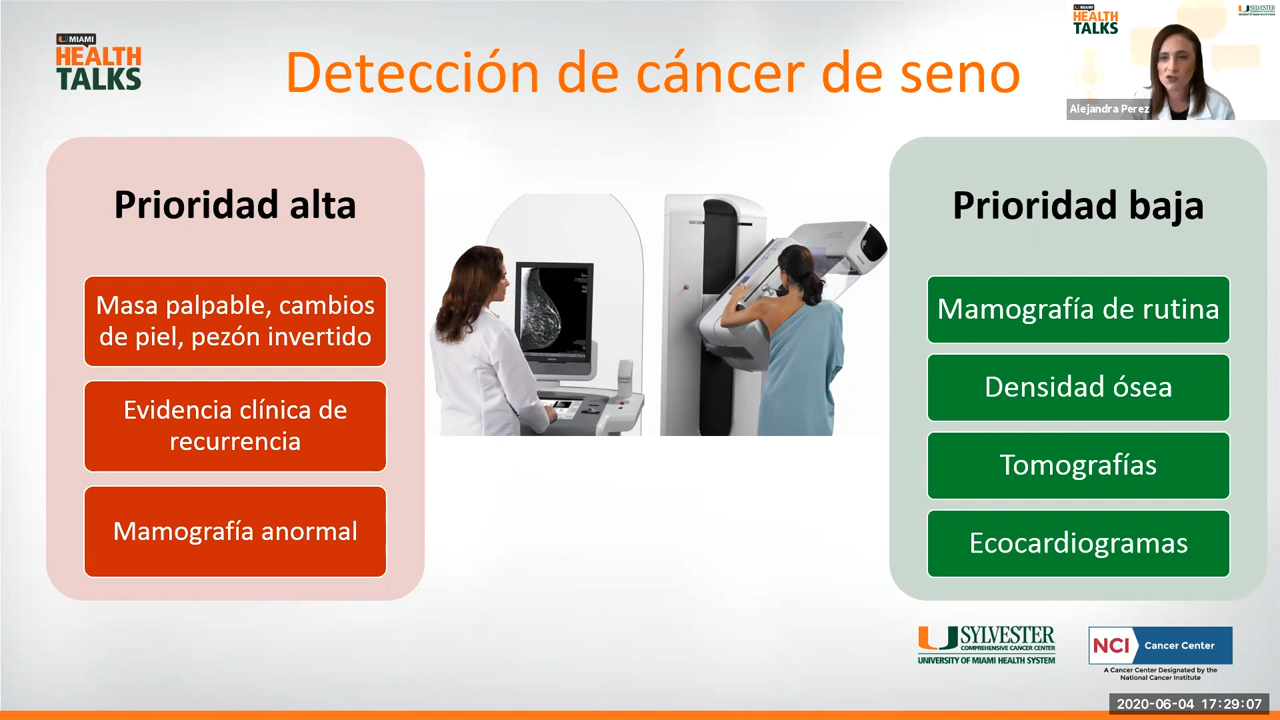 U MIAMI
HEALTH
TALKS
Detección de cáncer de seno
U MIAMI
HEALTH
TALKS
SYLVESTER
Alejandra Perez
Prioridad alta
Masa palpable, cambios
de piel, pezón invertido
Evidencia clínica de
recurrencia
Mamografía anormal
Prioridad baja
Mamografía de rutina
Densidad ósea
Tomografías
Ecocardiogramas
SYLVESTER
COMPREHENSIVE CANCER CENTER
UNIVERSITY OF MIAMI HEALTH SYSTEM
NCI Cancer Center
A Cancer Center Designated by the
National Cancer Institute
2020-06-04 17:29:07